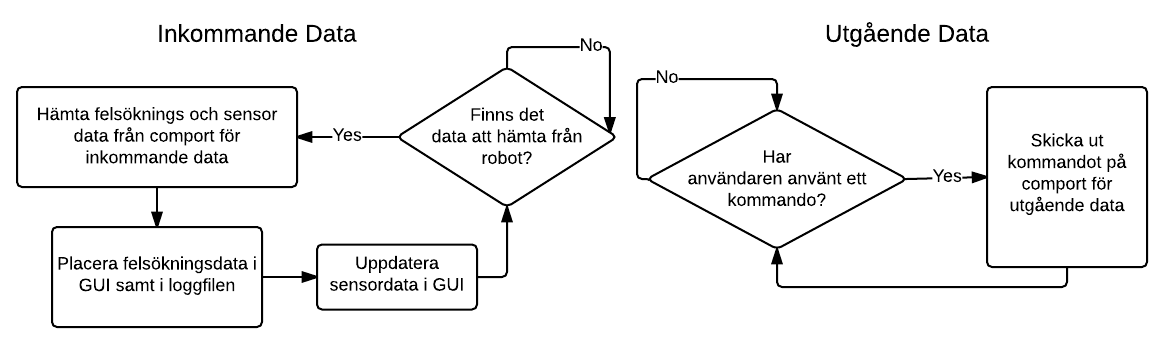 Inkommande Data
No
Finns det
data att hämta från
robot?
Yes
Hämta felsöknings och sensor
data från comport för
inkommande data
Placera felsökningsdata i
GUI samt i loggfilen
Uppdatera
sensordata i GUI
Utgående Data
No
Har
användaren använt ett
kommando?
Yes
Skicka ut
kommandot på
comport för
utgående data